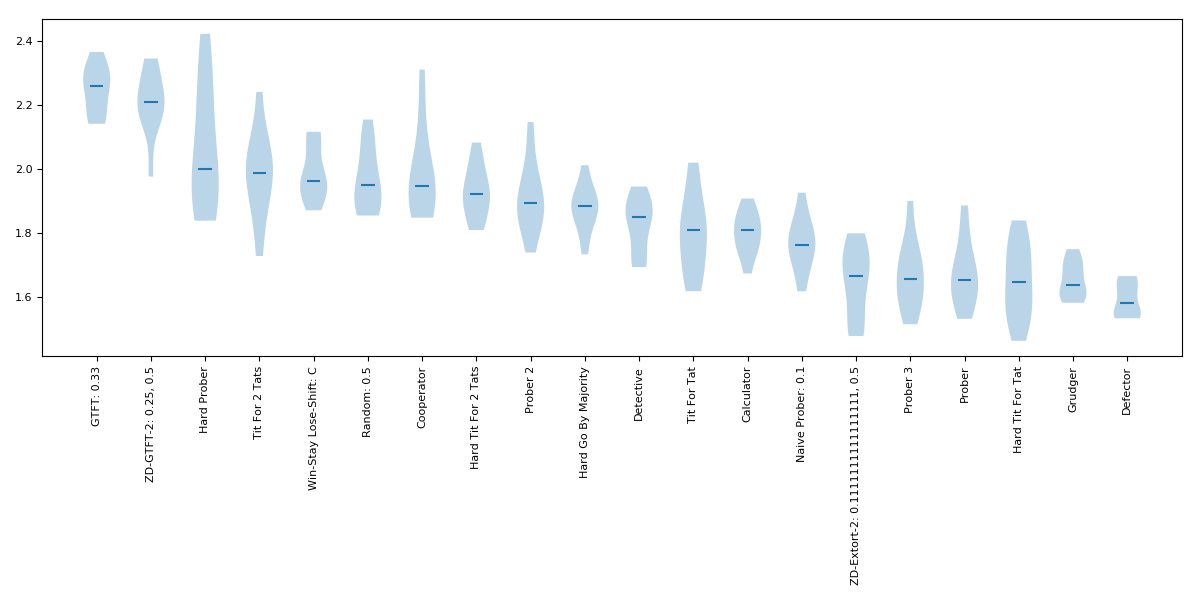 2.4
2.2
2.0
1.8
1.6
GTFT: 0.33
ZD-GTFT-2: 0.25, 0.5
Hard Prober
Tit For 2 Tats
Win-Stay Lose-Shift: C
Random: 0.5
Cooperator
Hard Tit For 2 Tats
Prober 2
Hard Go By Majority
Detective
Tit For Tat
Calculator
Naive Prober: 0.1
ZD-Extort-2: 0.1111111111111111, 0.5
Prober 3
Prober
Hard Tit For Tat
Grudger
Defector